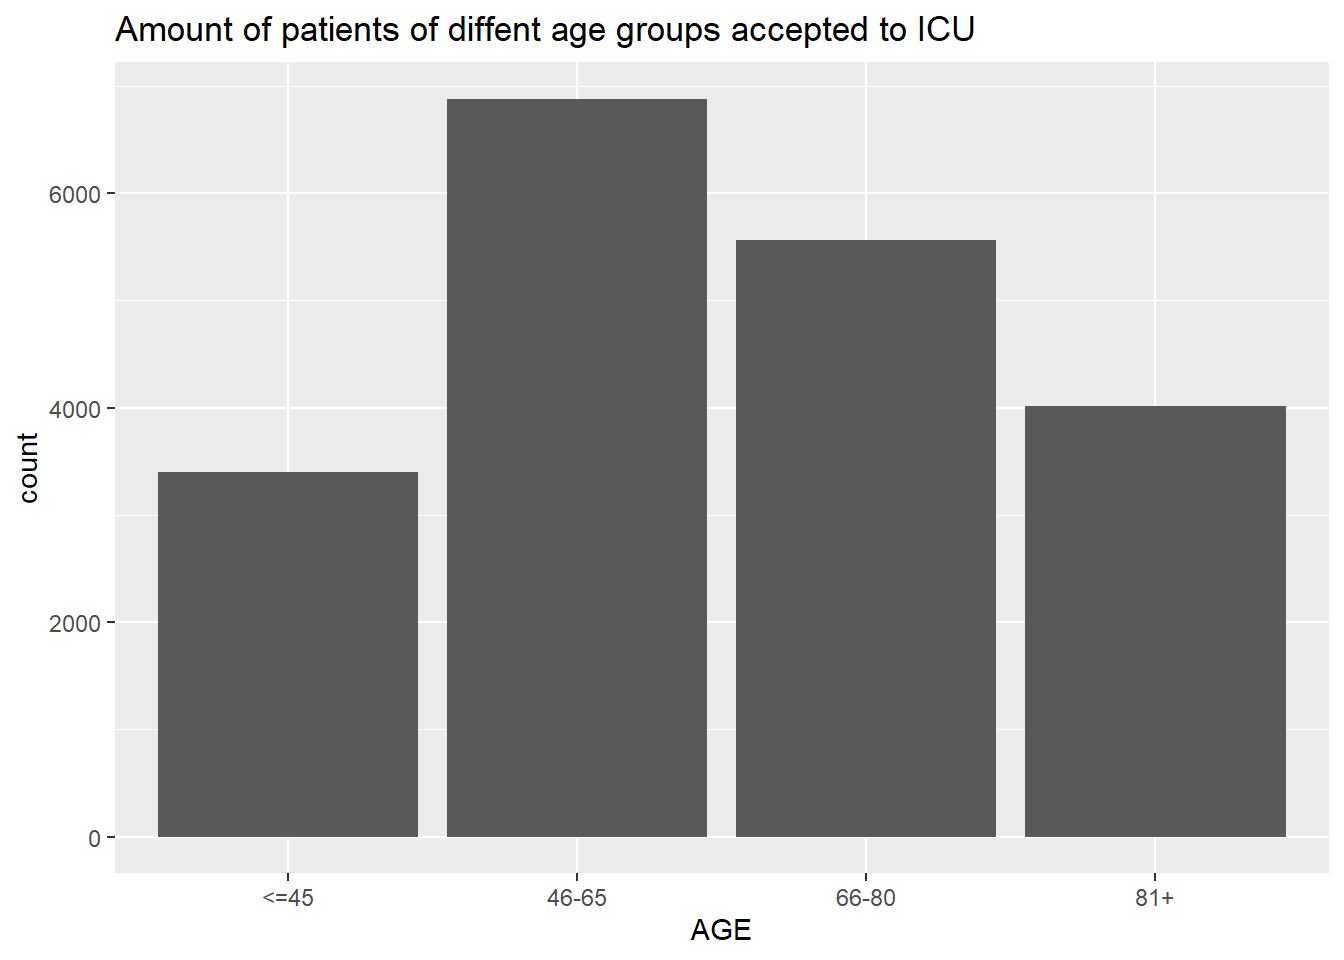 Amount of patients of diffent age groups accepted to ICU
6000
4000
2000
0
count
<=45 46-65 66-80 81+
AGE